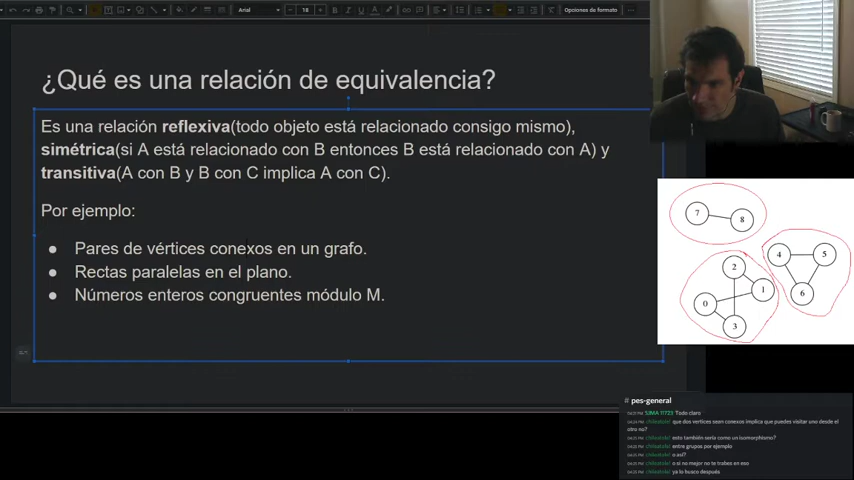 Arial
18
Opciones de formato
¿Qué es una relación de equivalencia?
Es una relación reflexiva(todo objeto está relacionado consigo mismo),
simétrica(si A está relacionado con B entonces B está relacionado con A) y
transitiva(A con B y B con C implica A con C).
Por ejemplo:
● Pares de vértices conexos en un grafo.
● Rectas paralelas en el plano.
● Números enteros congruentes módulo M.
7
8
4
5
6
2
1
0
3
# pes-general
Todo claro
que dos vertices sean conexos implica que puedes visitar uno desde el
otro no?
esto también sería como un isomorphismo?
entre grupos por ejemplo
o así?
o si no mejor no te trabes en eso
ya lo busco después